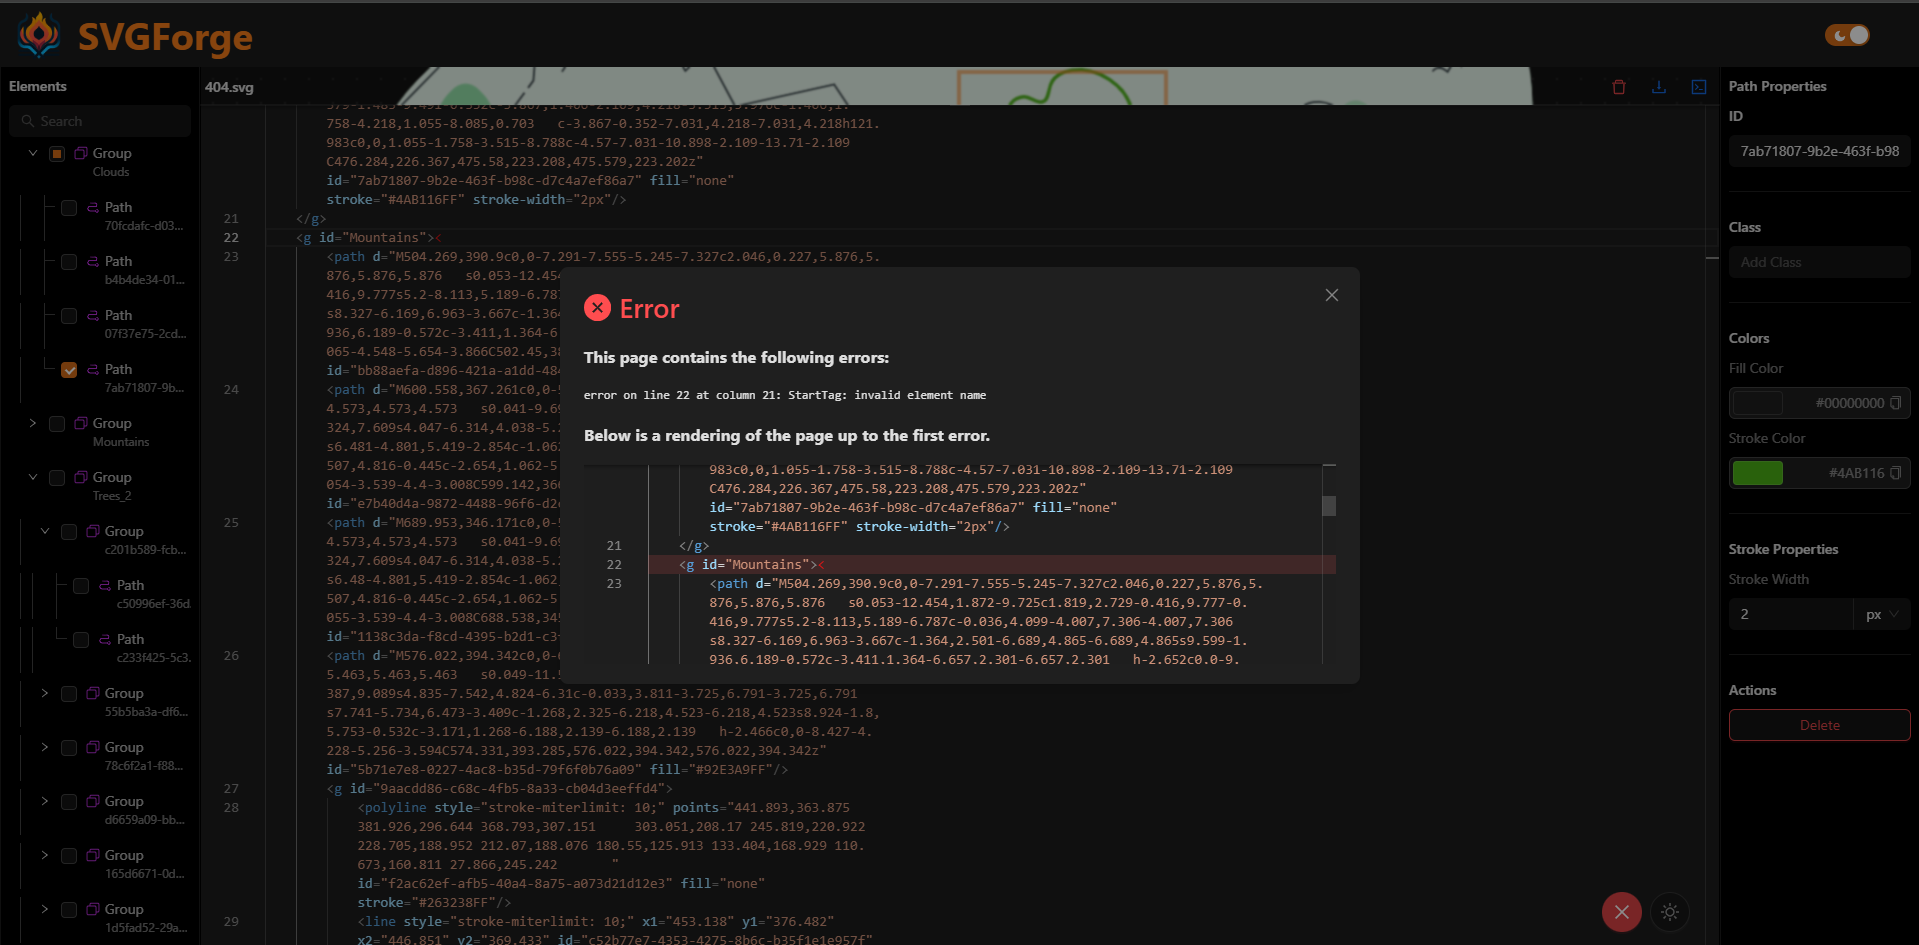 SVGForge
Elements
Search
Group
Clouds
Path
70fcdafc-d03...
Path
b4b4de34-01...
Path
07f37e75-2cd...
Path
7ab71807-9b...
Group
Mountains
Group
Trees_2
Group
c201b589-fcb...
Path
c50996ef-36d
Path
c233f425-5c3.
Group
55b5ba3a-df6...
Group
78c6f2a1-f88...
Group
d6659a09-bb...
Group
165d6671-0d...
Group
1d5fad52-29a...
404.svg
758-4.218,1.055-8.085,0.703   c-3.867-0.352-7.031,4.218-7.031,4.218h121.
983c0,0,1.055-1.758-3.515-8.788c-4.57-7.031-10.898-2.109-13.71-2.109
C476.284,226.367,475.58,223.208,475.579,223.202z"
id="7ab71807-9b2e-463f-b98c-d7c4a7ef86a7" fill="none"
stroke="#4AB116FF" stroke-width="2px"/>
21 </g>
22 <g id="Mountains"><
23 <path d="M504.269,390.9c0,0-7.291-7.555-5.245-7.327c2.046,0.227,5.876,5.
876,5.876,5.876   s0.053-12.454
416,9.777s5.2-8.113,5.189-6.787
s8.327-6.169,6.963-3.667c-1.364
936,6.189-0.572c-3.411,1.364-6
065-4.548-5.654-3.866C502.45,38
id="bb88aefa-d896-421a-a1dd-484
24 <path d="M600.558,367.261c0,0-5
4.573,4.573,4.573   s0.041-9.69
324,7.609s4.047-6.314,4.038-5.2
s6.481-4.801,5.419-2.854c-1.062
507,4.816-0.445c-2.654,1.062-5
054-3.539-4.4-3.008C599.142,366
id="e7b40d4a-9872-4488-96f6-d2c
25 <path d="M689.953,346.171c0,0-5
4.573,4.573,4.573   s0.041-9.69
324,7.609s4.047-6.314,4.038-5.2
s6.48-4.801,5.419-2.854c-1.062,
507,4.816-0.445c-2.654,1.062-5
055-3.539-4.4-3.008C688.538,345
id="1138c3da-f8cd-4395-b2d1-c3
26 <path d="M576.022,394.342c0,0-6
5.463,5.463,5.463   s0.049-11.5
387,9.089s4.835-7.542,4.824-6.31c-0.033,3.811-3.725,6.791-3.725,6.791
s7.741-5.734,6.473-3.409c-1.268,2.325-6.218,4.523-6.218,4.523s8.924-1.8,
5.753-0.532c-3.171,1.268-6.188,2.139-6.188,2.139   h-2.466c0,0-8.427-4.
228-5.256-3.594C574.331,393.285,576.022,394.342,576.022,394.342z"
id="5b71e7e8-0227-4ac8-b35d-79f6f0b76a09" fill="#92E3A9FF"/>
27 <g id="9aacdd86-c68c-4fb5-8a33-cb04d3eeffd4">
28 <polyline style="stroke-miterlimit: 10;" points="441.893,363.875
381.926,296.644 368.793,307.151     303.051,208.17 245.819,220.922
228.705,188.952 212.07,188.076 180.55,125.913 133.404,168.929 110.
673,160.811 27.866,245.242       "
id="f2ac62ef-afb5-40a4-8a75-a073d21d12e3" fill="none"
stroke="#263238FF"/>
29 <line style="stroke-miterlimit: 10;" x1="453.138" y1="376.482"
x2="446.851" y2="369.433" id="c52b77e7-4353-4275-8b6c-b35f1e1e957f"
Error
This page contains the following errors:
error on line 22 at column 21: StartTag: invalid element name
Below is a rendering of the page up to the first error.
983c0,0,1.055-1.758-3.515-8.788c-4.57-7.031-10.898-2.109-13.71-2.109
C476.284,226.367,475.58,223.208,475.579,223.202z"
id="7ab71807-9b2e-463f-b98c-d7c4a7ef86a7" fill="none"
stroke="#4AB116FF" stroke-width="2px"/>
21 </g>
22 <g id="Mountains"><
23 <path d="M504.269,390.9c0,0-7.291-7.555-5.245-7.327c2.046,0.227,5.876,5.
876,5.876,5.876   s0.053-12.454,1.872-9.725c1.819,2.729-0.416,9.777-0.
416,9.777s5.2-8.113,5.189-6.787c-0.036,4.099-4.007,7.306-4.007,7.306
s8.327-6.169,6.963-3.667c-1.364,2.501-6.689,4.865-6.689,4.865s9.599-1.
936,6.189-0.572c-3.411,1.364-6.657,2.301-6.657,2.301   h-2.652c0,0-9.
Path Properties
ID
7ab71807-9b2e-463f-b98
Class
Add Class
Colors
Fill Color
#00000000
Stroke Color
#4AB116
Stroke Properties
Stroke Width
2
px
Actions
Delete